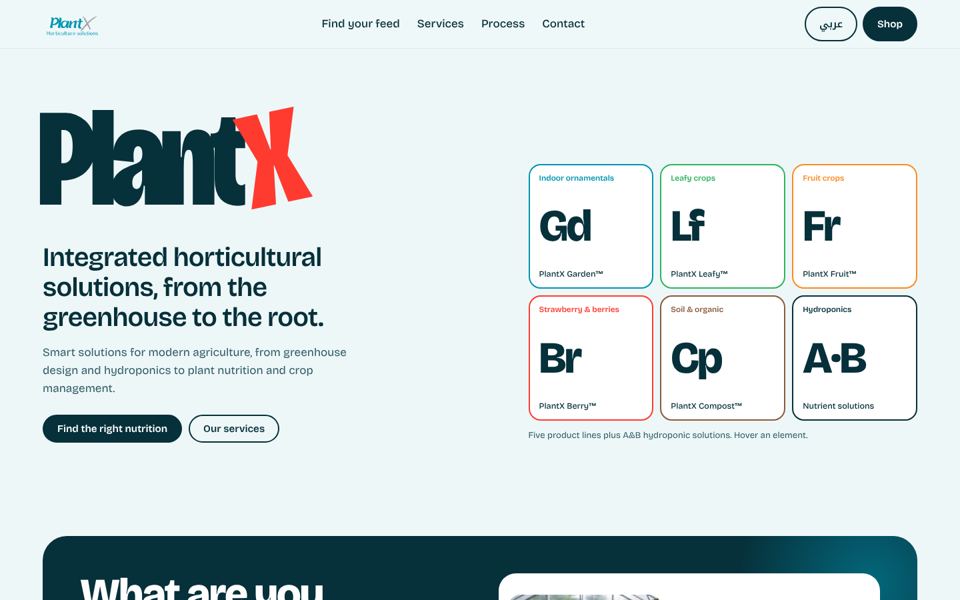 PlantX
Horticulture solutions
Find your feed
Services
Process
Contact
عربي
Shop
PlantX
Integrated horticultural
solutions, from the
greenhouse to the root.
Smart solutions for modern agriculture, from greenhouse
design and hydroponics to plant nutrition and crop
management.
Find the right nutrition
Our services
Indoor ornamentals
Gd
PlantX Garden™
Leafy crops
Lf
PlantX Leafy™
Fruit crops
Fr
PlantX Fruit™
Strawberry & berries
Br
PlantX Berry™
Soil & organic
Cp
PlantX Compost™
Hydroponics
A•B
Nutrient solutions
Five product lines plus A&B hydroponic solutions. Hover an element.
What are you